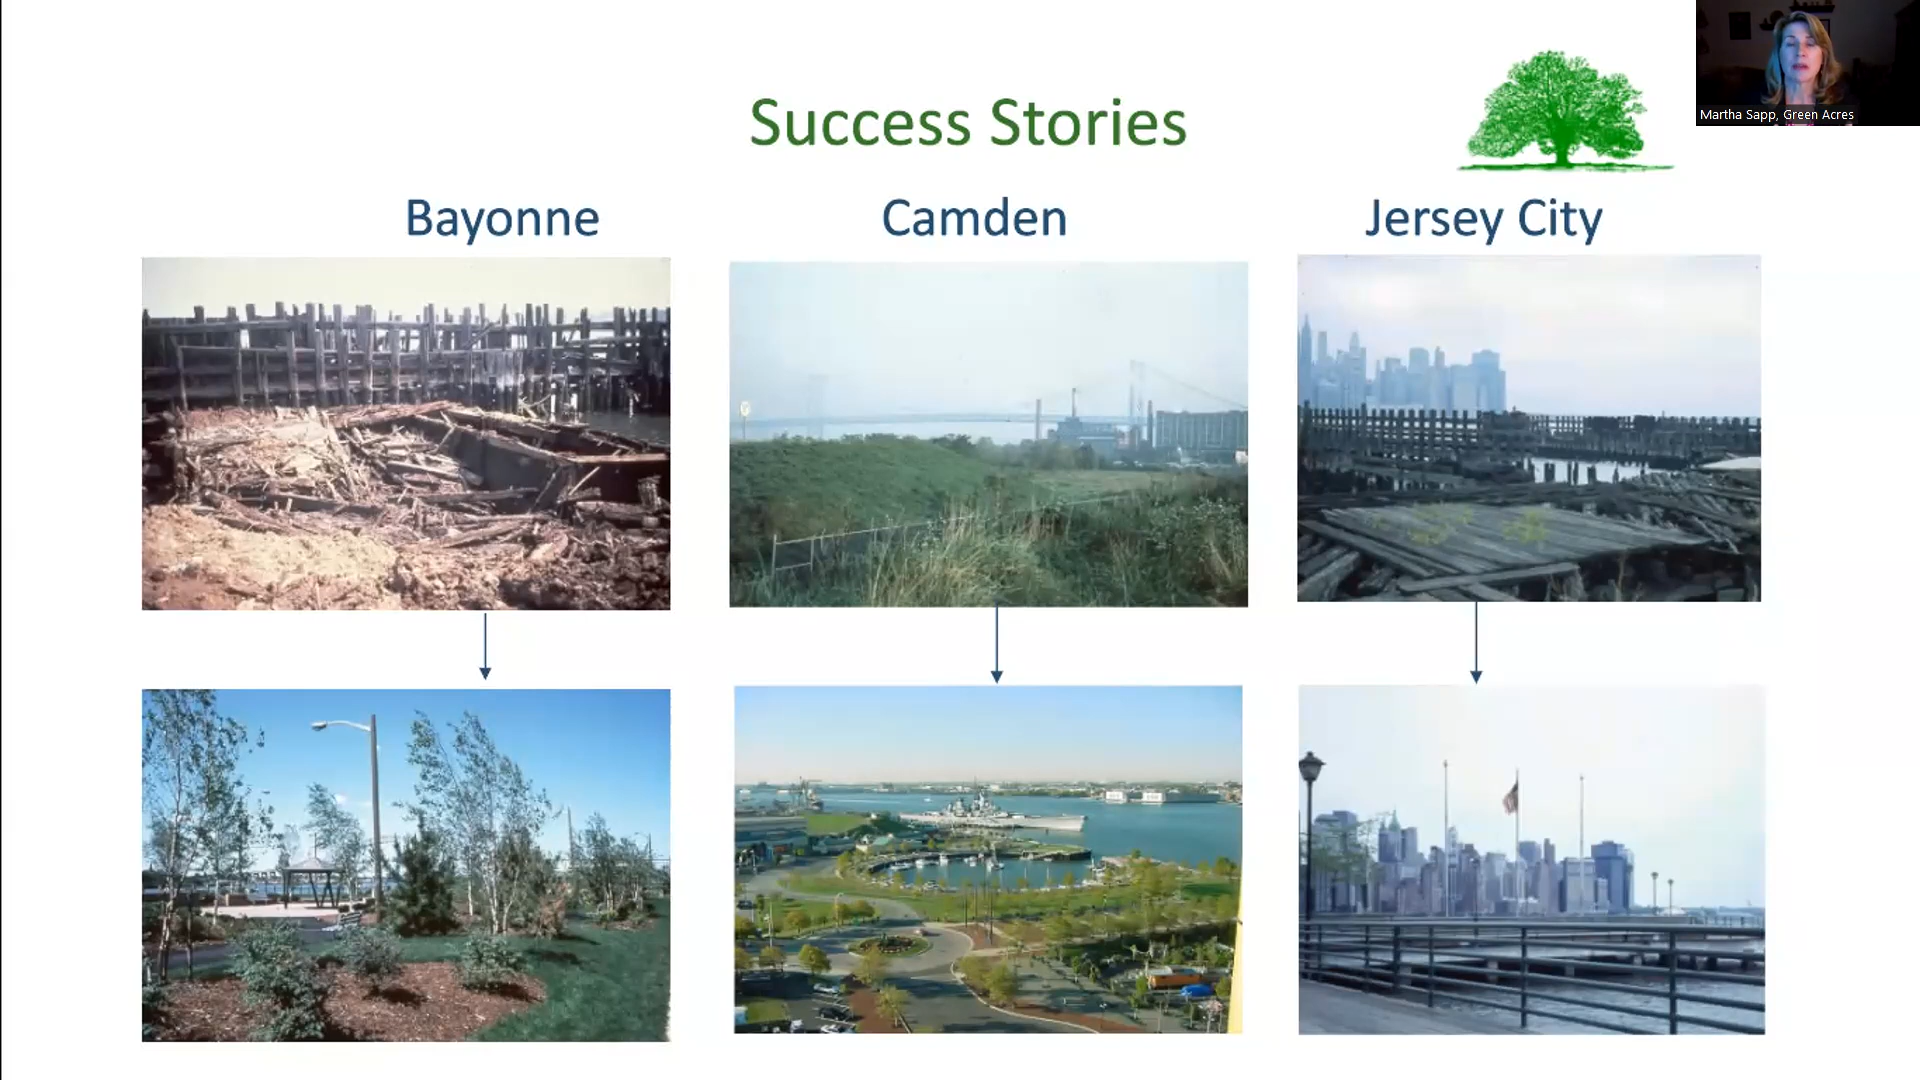 Success Stories
Martha Sapp, Green Acres
Bayonne
Camden
Jersey City